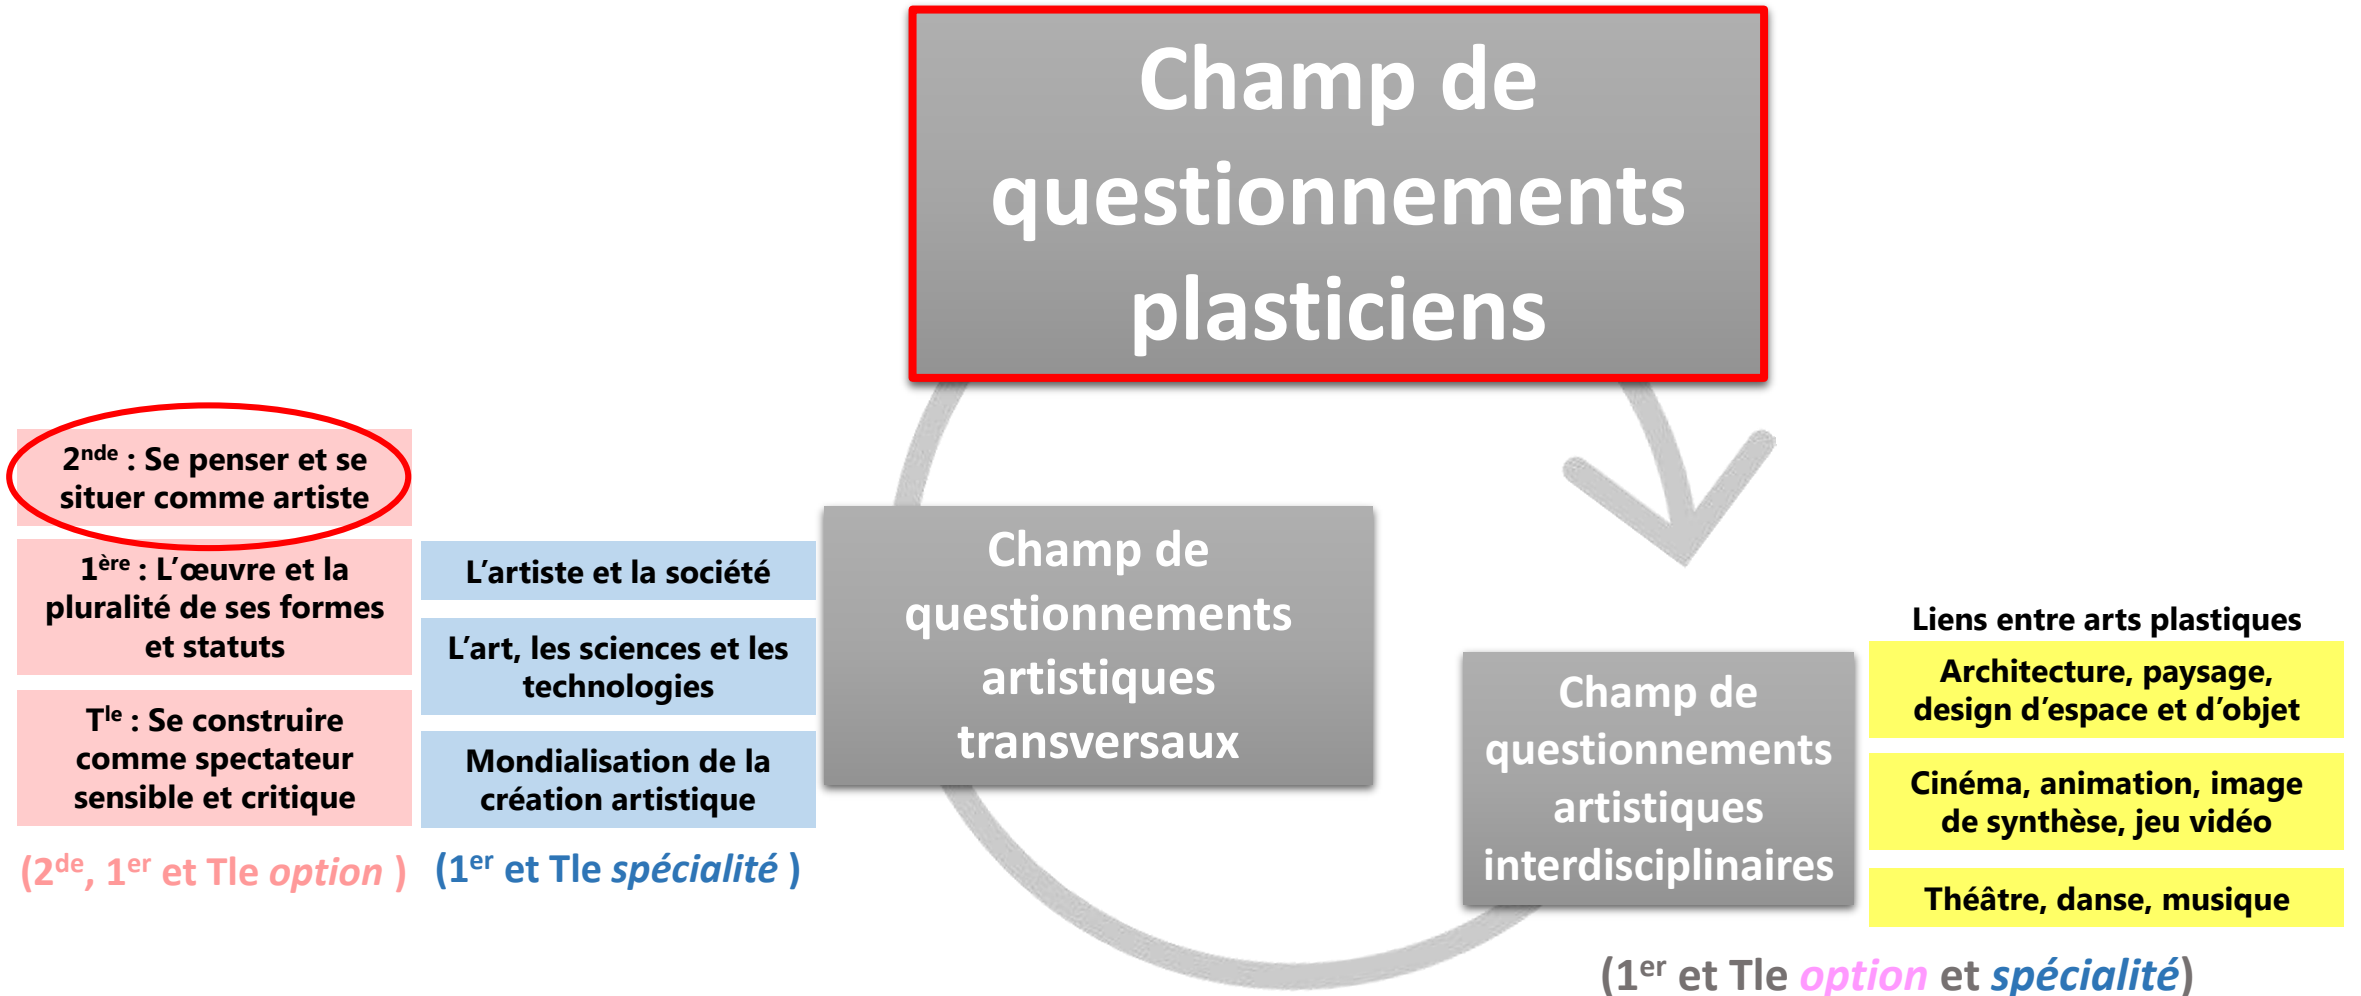 Champ de
questionnements
plasticiens
2nde : Se penser et se
situer comme artiste
1ère : L'œuvre et la
pluralité de ses formes
et statuts
Tle : Se construire
comme spectateur
sensible et critique
(2de, 1er et Tle option )
L'artiste et la société
L'art, les sciences et les
technologies
Mondialisation de la
création artistique
(1er et Tle spécialité )
Champ de
questionnements
artistiques
transversaux
Champ de
questionnements
artistiques
interdisciplinaires
Liens entre arts plastiques
Architecture, paysage,
design d'espace et d'objet
Cinéma, animation, image
de synthèse, jeu vidéo
Théâtre, danse, musique
(1er et Tle option et spécialité)